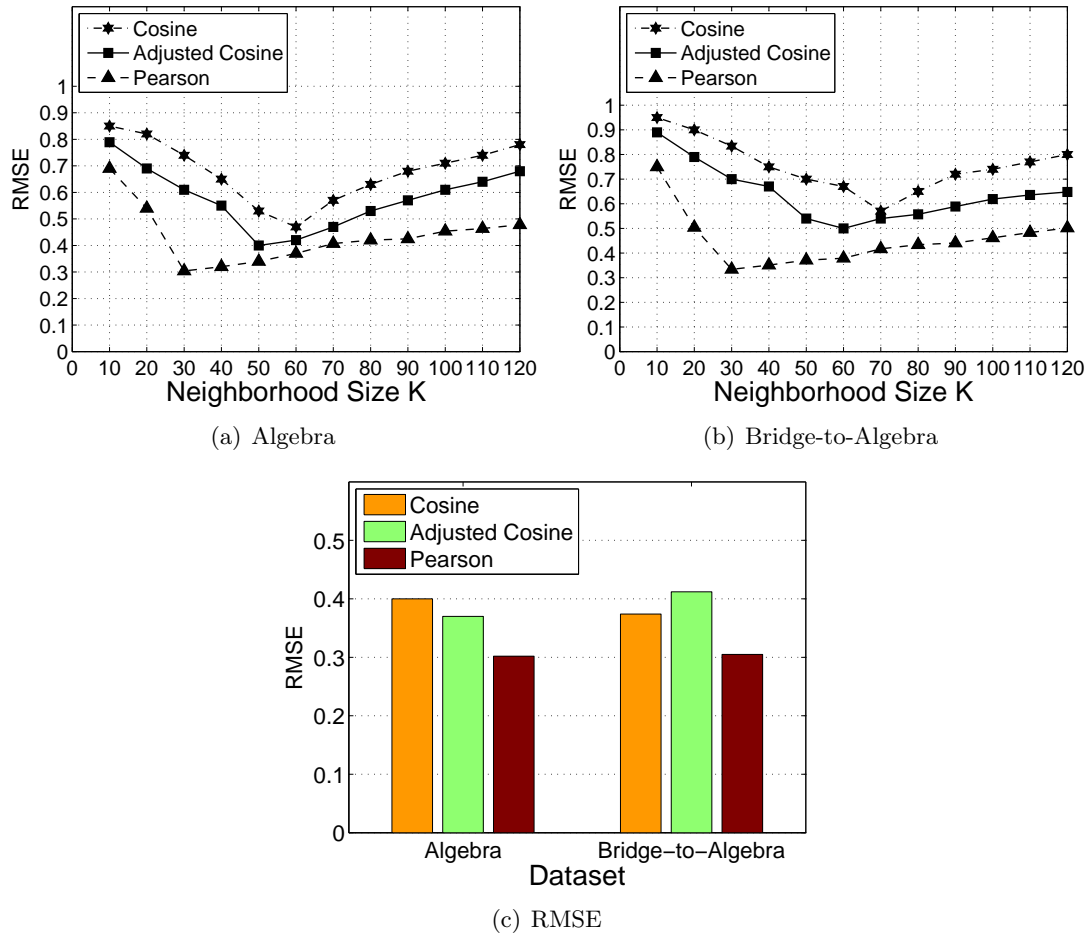 Cosine
Adjusted Cosine
Pearson
1
0.9
0.8
0.7
0.6
0.5
0.4
0.3
0.2
0.1
0
RMSE
0 10 20 30 40 50 60 70 80 90 100 110 120
Neighborhood Size K
(a) Algebra
Cosine
Adjusted Cosine
Pearson
1
0.9
0.8
0.7
0.6
0.5
0.4
0.3
0.2
0.1
0
RMSE
0 10 20 30 40 50 60 70 80 90 100 110 120
Neighborhood Size K
(b) Bridge-to-Algebra
Cosine
Adjusted Cosine
Pearson
0.5
0.4
0.3
0.2
0.1
0
RMSE
Algebra Bridge−to−Algebra
Dataset
(c) RMSE